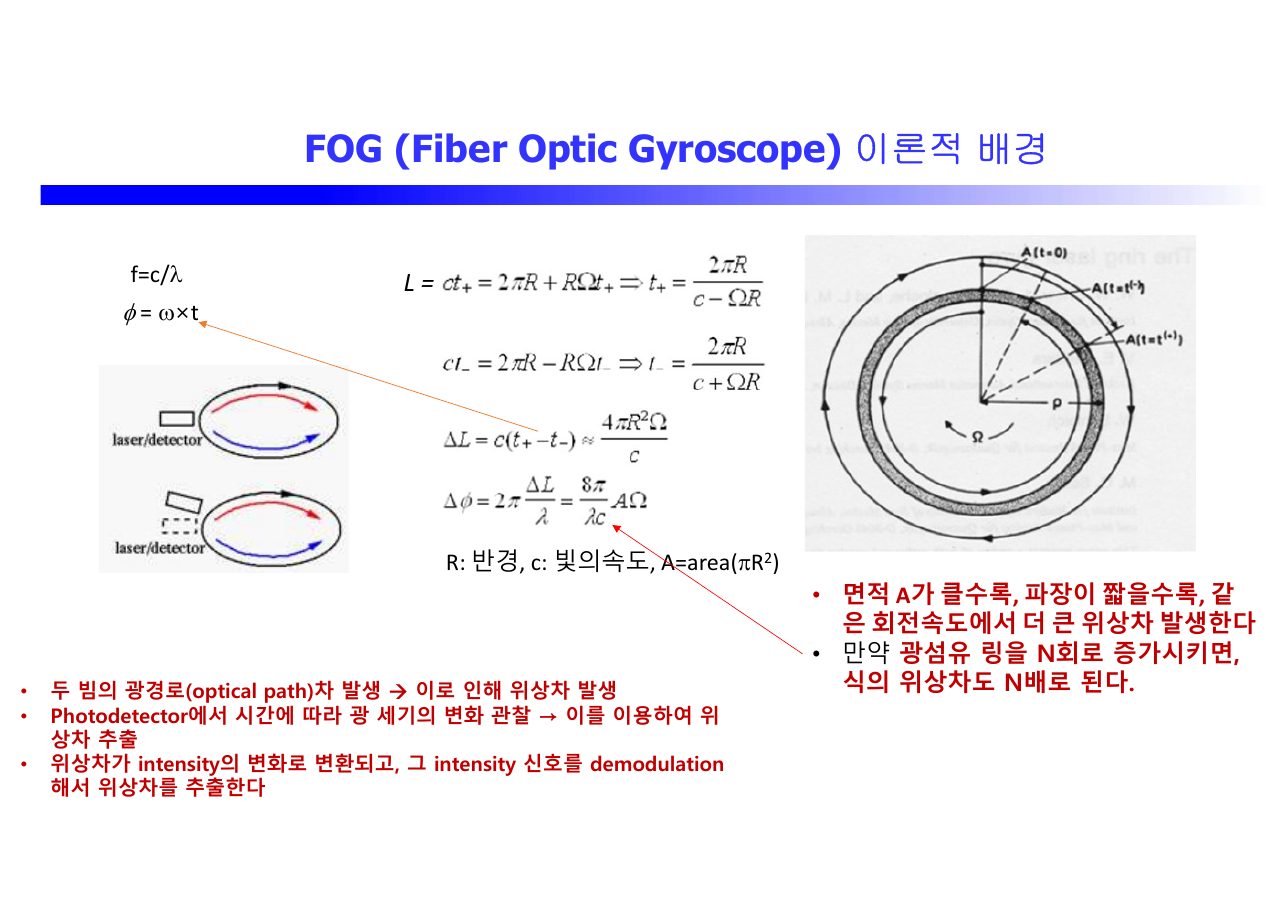 FOG (Fiber Optic Gyroscope) 이론적 배경
f=c/λ
ϕ = ω×t
laser/detector
laser/detector
L = ct₊ = 2πR + RΩt₊ ⇒ t₊ = 2πR / (c − ΩR)
ct₋ = 2πR − RΩt₋ ⇒ t₋ = 2πR / (c + ΩR)
ΔL = c(t₊ − t₋) ≈ 4πR²Ω / c
Δϕ = 2π ΔL/λ = 8π/λc AΩ
R: 반경, c: 빛의속도, A=area(πR²)
The ring las
A(t=0)
A(t=t⁽⁻⁾)
A(t=t⁽⁺⁾)
ρ
Ω
• 면적 A가 클수록, 파장이 짧을수록, 같
은 회전속도에서 더 큰 위상차 발생한다
• 만약 광섬유 링을 N회로 증가시키면,
식의 위상차도 N배로 된다.
• 두 빔의 광경로(optical path)차 발생 → 이로 인해 위상차 발생
• Photodetector에서 시간에 따라 광 세기의 변화 관찰 → 이를 이용하여 위
상차 추출
• 위상차가 intensity의 변화로 변환되고, 그 intensity 신호를 demodulation
해서 위상차를 추출한다